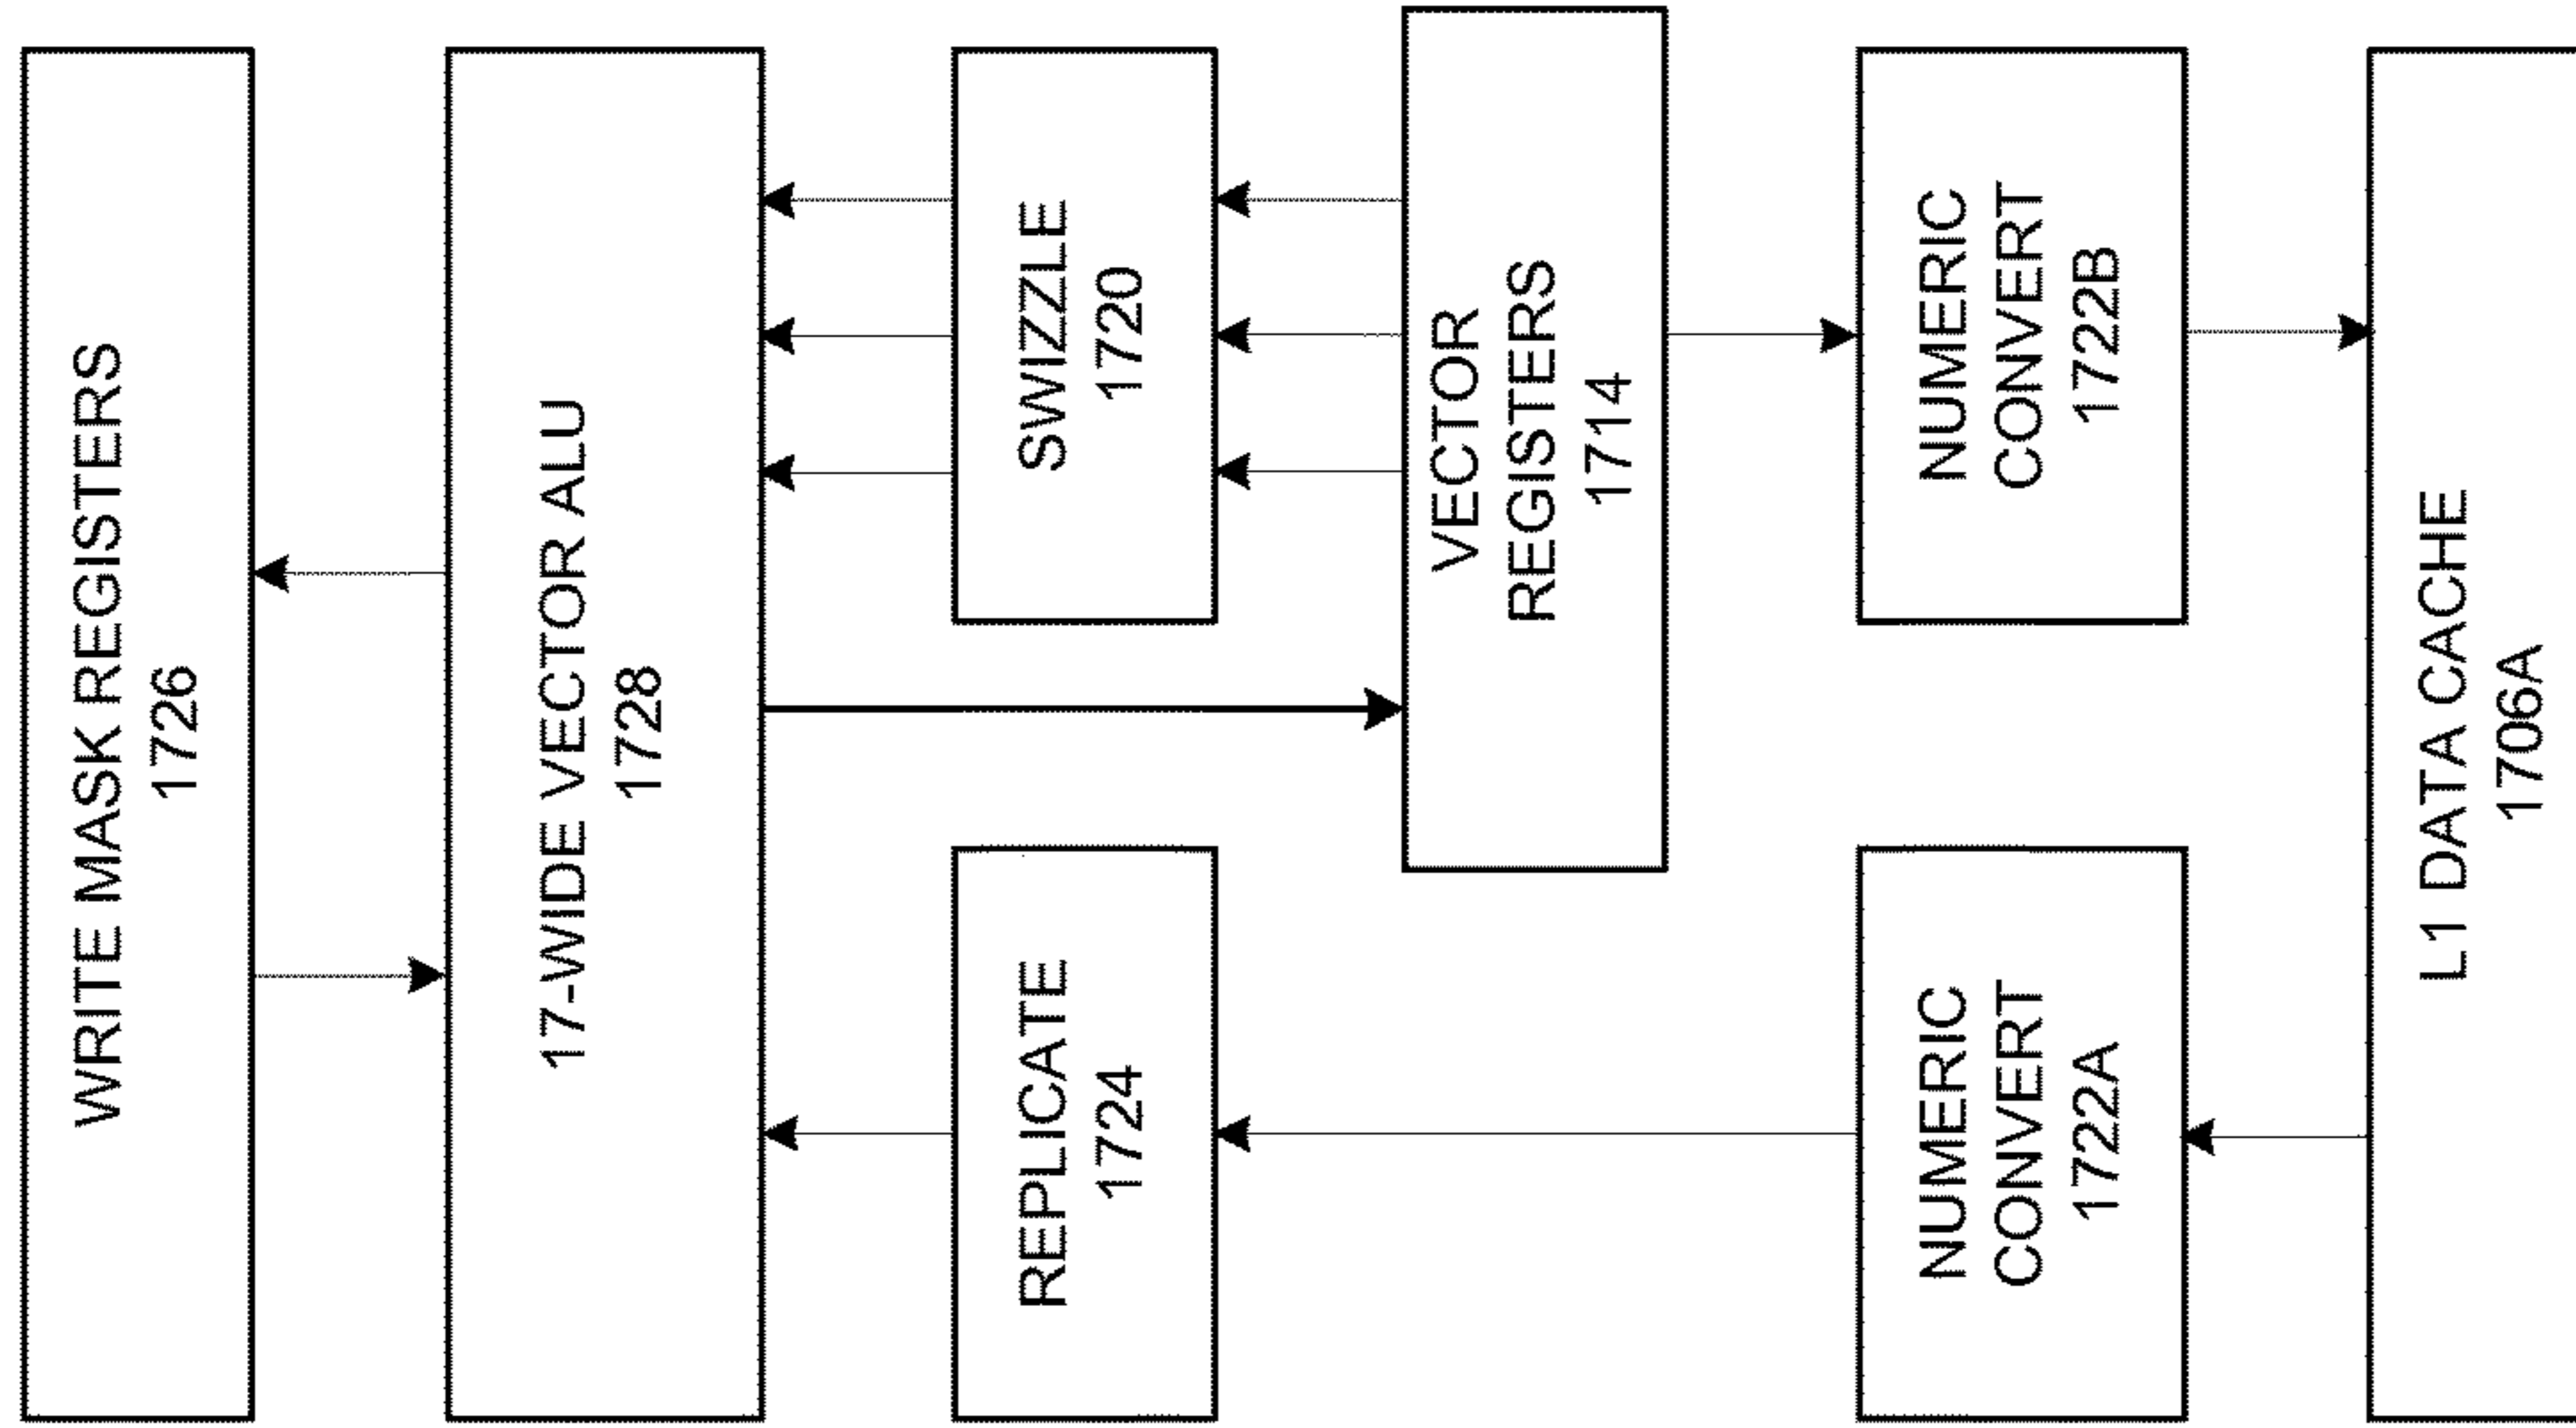 WRITE MASK REGISTERS
1726
17-WIDE VECTOR ALU
1728
REPLICATE
1724
SWIZZLE
1720
VECTOR
REGISTERS
1714
NUMERIC
CONVERT
1722A
NUMERIC
CONVERT
1722B
L1 DATA CACHE
1706A